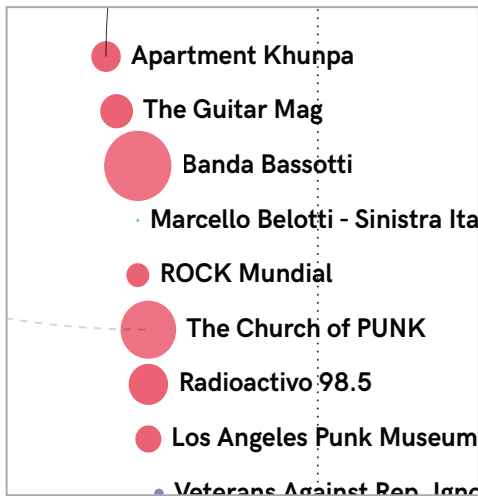 Apartment Khunpa
The Guitar Mag
Banda Bassotti
Marcello Belotti - Sinistra Ita
ROCK Mundial
The Church of PUNK
Radioactivo 98.5
Los Angeles Punk Museum
Veterans Against Rep. Igno